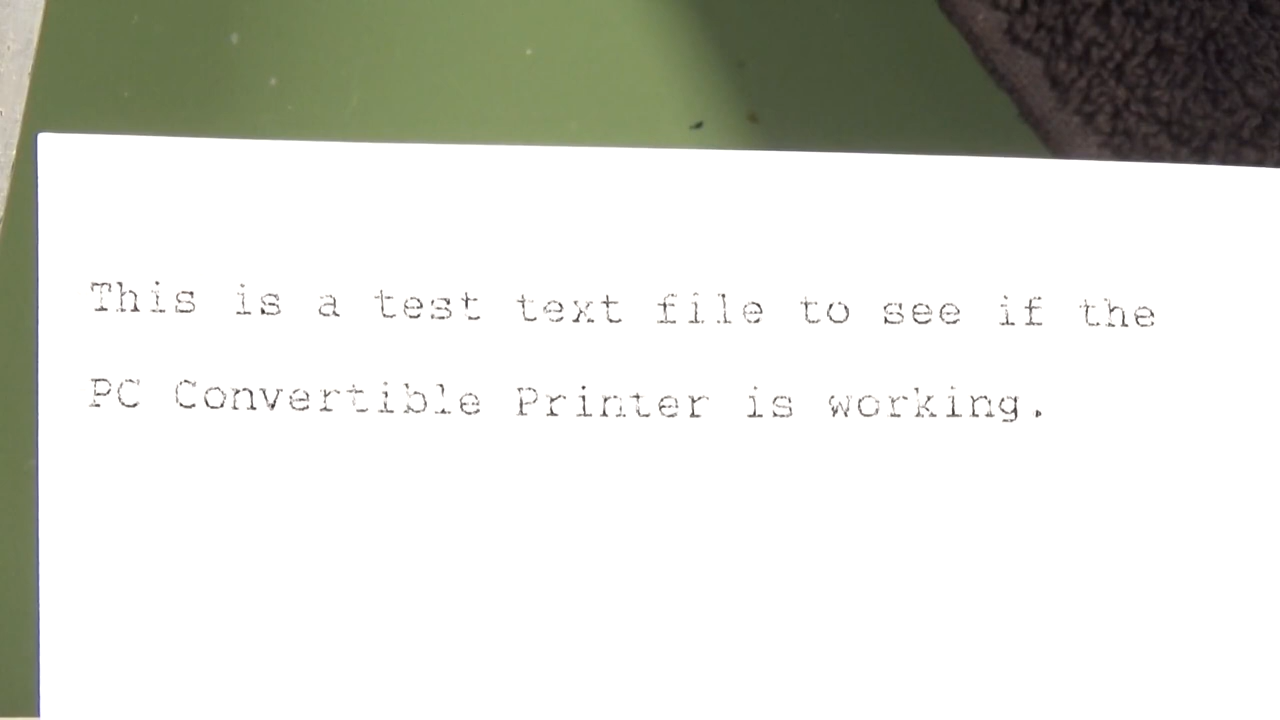 This is a test text file to see if the
PC Convertible Printer is working.